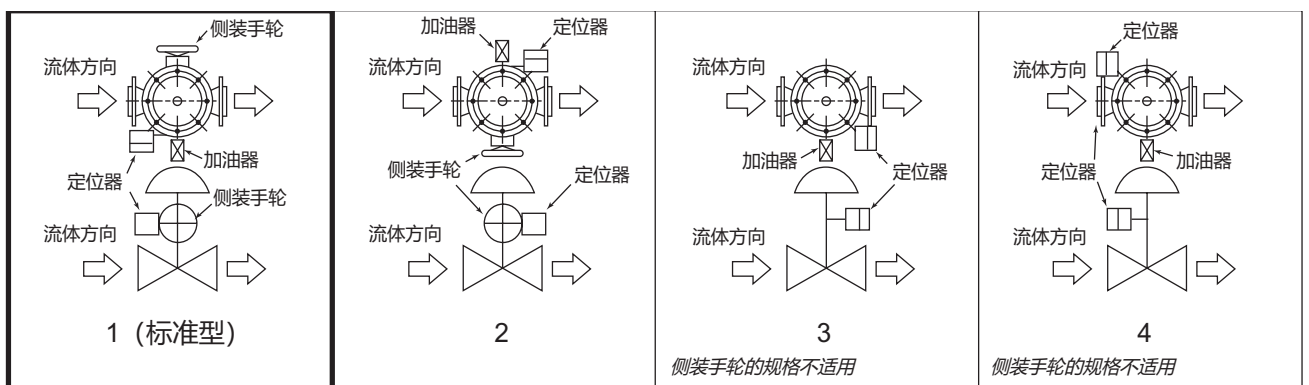 侧装手轮
流体方向
加油器
定位器
侧装手轮
流体方向
1 (标准型)
加油器
定位器
流体方向
侧装手轮
定位器
流体方向
2
流体方向
加油器
定位器
流体方向
3
侧装手轮的规格不适用
定位器
流体方向
加油器
定位器
流体方向
4
侧装手轮的规格不适用